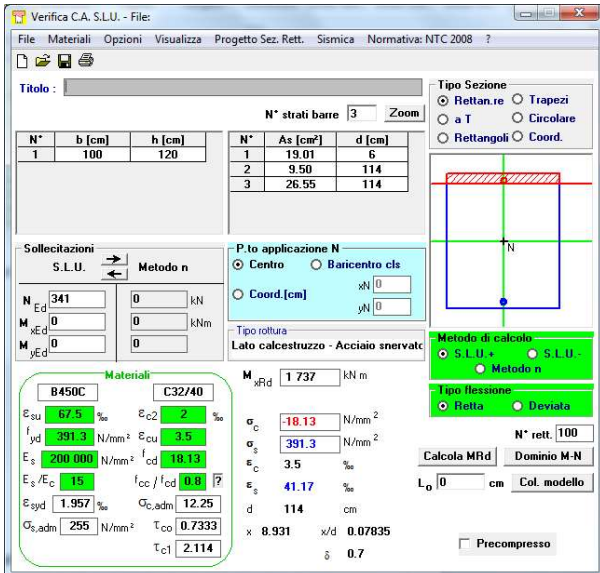 Verifica C.A. S.L.U. - File:
File Materiali Opzioni Visualizza Progetto Sez. Rett. Sismica Normativa: NTC 2008 ?
Titolo :
N° strati barre 3 Zoom
Tipo Sezione
Rettan.re Trapezi
a T Circolare
Rettangoli Coord.
N° b [cm] h [cm]
1 100 120
N° As [cm²] d [cm]
1 19.01 6
2 9.50 114
3 26.55 114
N
Sollecitazioni
S.L.U. Metodo n
N Ed 341 0 kN
M xEd 0 0 kNm
M yEd 0 0
P.to applicazione N
Centro Baricentro cls
Coord.[cm] xN 0
yN 0
Tipo rottura
Lato calcestruzzo - Acciaio snervato
Metodo di calcolo
S.L.U.+ S.L.U.-
Metodo n
Tipo flessione
Retta Deviata
Materiali
B450C C32/40
εsu 67.5 ‰ εc2 2 ‰
fyd 391.3 N/mm² εcu 3.5
Es 200 000 N/mm² fcd 18.13
Es /Ec 15 fcc / fcd 0.8 ?
εsyd 1.957 ‰ σc,adm 12.25
σs,adm 255 N/mm² τco 0.7333
τc1 2.114
M xRd 1 737 kN m
σc -18.13 N/mm²
σs 391.3 N/mm²
εc 3.5 ‰
εs 41.17 ‰
d 114 cm
x 8.931 x/d 0.07835
δ 0.7
N° rett. 100
Calcola MRd Dominio M-N
Lo 0 cm Col. modello
Precompresso